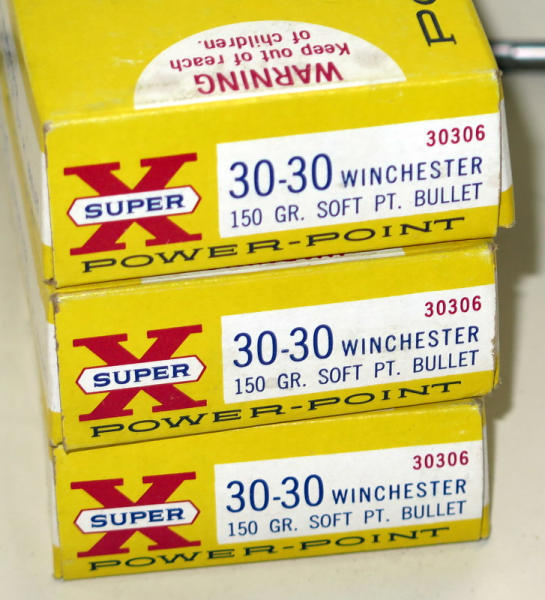 WARNING
Keep out of reach
of children.
30306
X
SUPER
30-30 WINCHESTER
150 GR. SOFT PT. BULLET
POWER-POINT
30306
X
SUPER
30-30 WINCHESTER
150 GR. SOFT PT. BULLET
POWER-POINT
30306
X
SUPER
30-30 WINCHESTER
150 GR. SOFT PT. BULLET
POWER-POINT